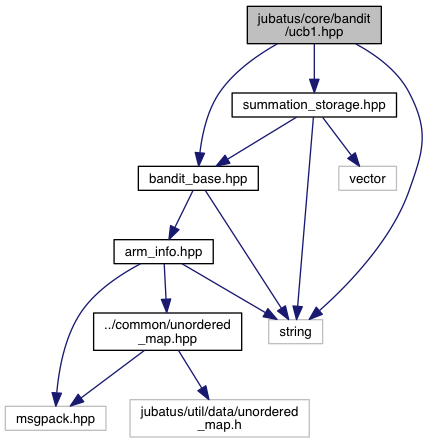 jubatus/core/bandit
/ucb1.hpp
summation_storage.hpp
bandit_base.hpp
vector
arm_info.hpp
../common/unordered
_map.hpp
string
msgpack.hpp
jubatus/util/data/unordered
_map.h